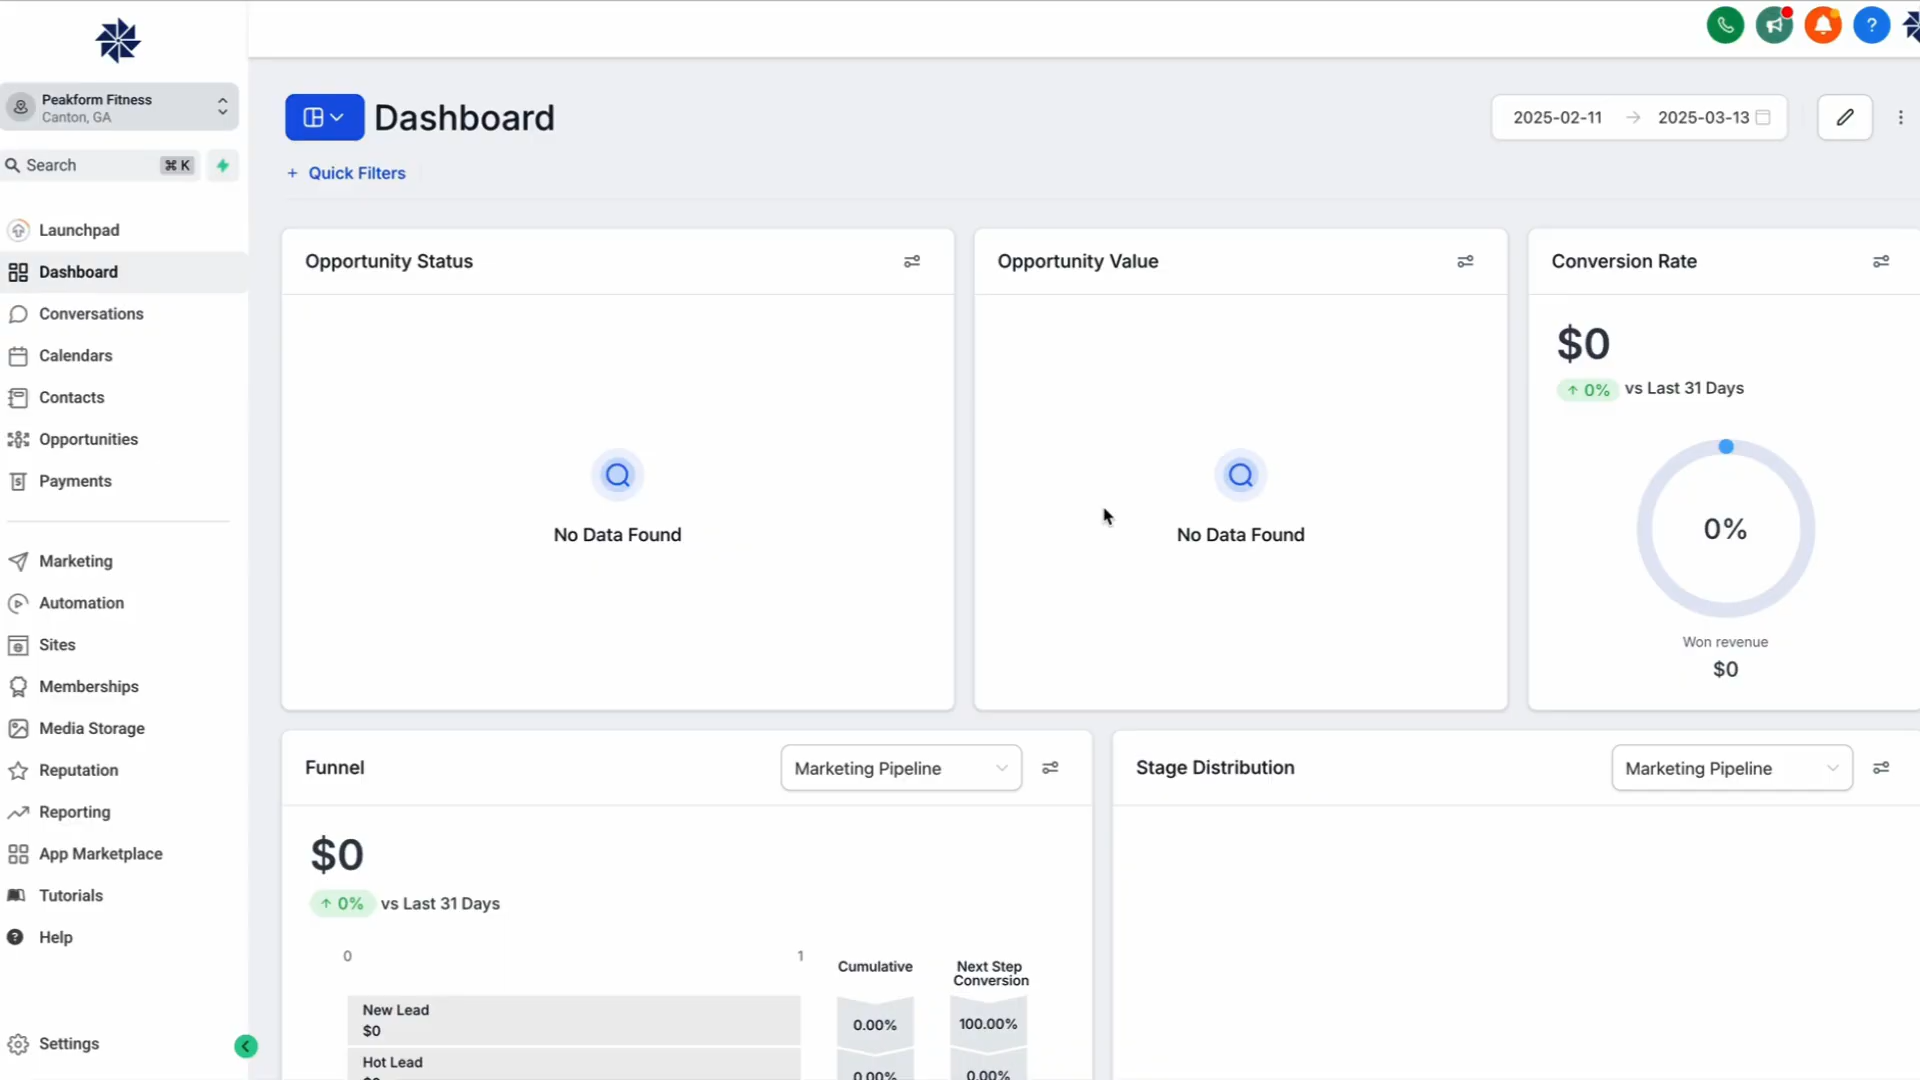 Peakform Fitness
Canton, GA
Search
⌘ K
Launchpad
Dashboard
Conversations
Calendars
Contacts
Opportunities
Payments
Marketing
Automation
Sites
Memberships
Media Storage
Reputation
Reporting
App Marketplace
Tutorials
Help
Settings
?
Dashboard
2025-02-11 → 2025-03-13
+ Quick Filters
Opportunity Status
No Data Found
Opportunity Value
No Data Found
Conversion Rate
$0
↑ 0% vs Last 31 Days
0%
Won revenue
$0
Funnel
Marketing Pipeline
$0
↑ 0% vs Last 31 Days
0 1
Cumulative
Next Step
Conversion
New Lead
$0
0.00%
100.00%
Hot Lead
$0
0.00%
0.00%
Stage Distribution
Marketing Pipeline